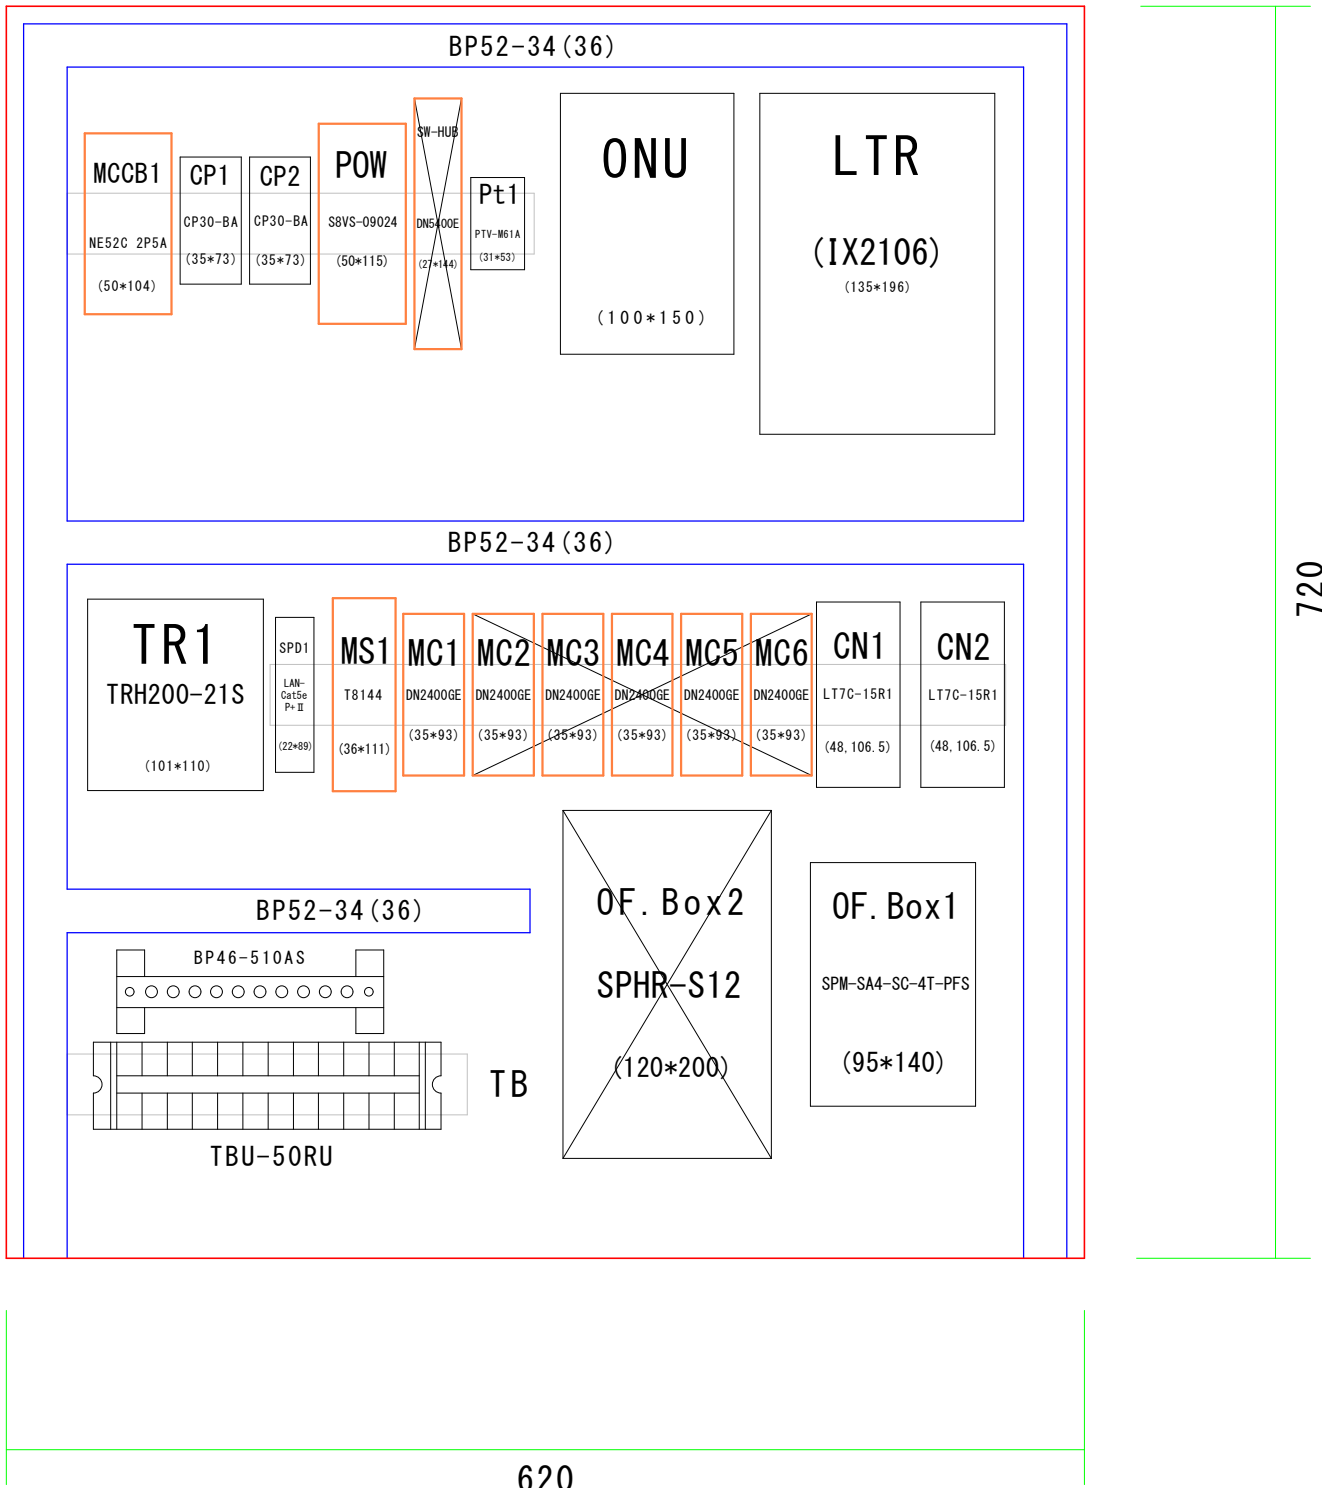 BP52-34(36)
MCCB1
NE52C 2P5A
(50*104)
CP1
CP30-BA
(35*73)
CP2
CP30-BA
(35*73)
POW
S8VS-09024
(50*115)
SW-HUB
DN5400E
(27*144)
Pt1
PTV-M61A
(31*53)
ONU
(100*150)
LTR
(IX2106)
(135*196)
BP52-34(36)
TR1
TRH200-21S
(101*110)
SPD1
LAN-
Cat5e
P+Ⅱ
(22*89)
MS1
T8144
(36*111)
MC1
DN2400GE
(35*93)
MC2
DN2400GE
(35*93)
MC3
DN2400GE
(35*93)
MC4
DN2400GE
(35*93)
MC5
DN2400GE
(35*93)
MC6
DN2400GE
(35*93)
CN1
LT7C-15R1
(48,106.5)
CN2
LT7C-15R1
(48,106.5)
BP52-34(36)
BP46-510AS
TB
TBU-50RU
OF.Box2
SPHR-S12
(120*200)
OF.Box1
SPM-SA4-SC-4T-PFS
(95*140)
720
620